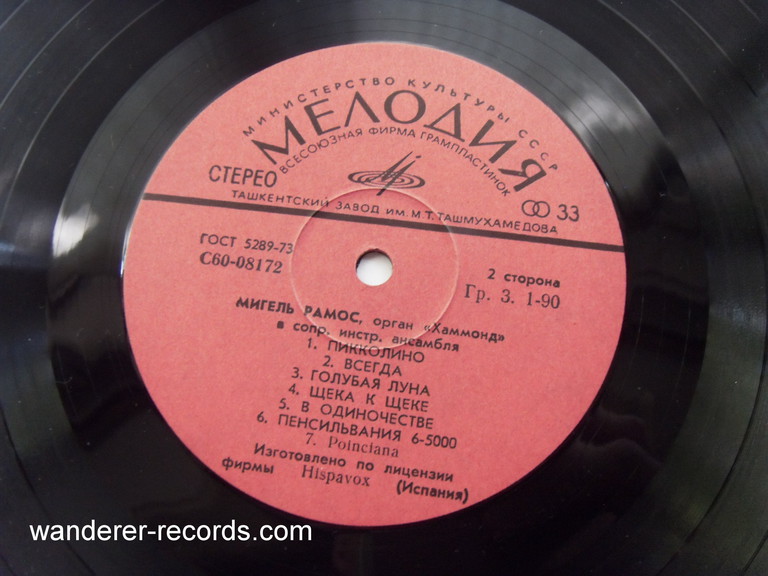 МИНИСТЕРСТВО КУЛЬТУРЫ СССР
МЕЛОДИЯ
ВСЕСОЮЗНАЯ ФИРМА ГРАМПЛАСТИНОК
СТЕРЕО
33
ТАШКЕНТСКИЙ ЗАВОД ИМ. М.Т. ТАШМУХАМЕДОВА
ГОСТ 5289-73
С60-08172
2 сторона
Гр. 3. 1-90
МИГЕЛЬ РАМОС, орган «Хаммонд»
в сопр. инстр. ансамбля
1. ПИККОЛИНО
2. ВСЕГДА
3. ГОЛУБАЯ ЛУНА
4. ЩЕКА К ЩЕКЕ
5. В ОДИНОЧЕСТВЕ
6. ПЕНСИЛЬВАНИЯ 6-5000
7. Poinciana
Изготовлено по лицензии
фирмы Hispavox (Испания)
wanderer-records.com